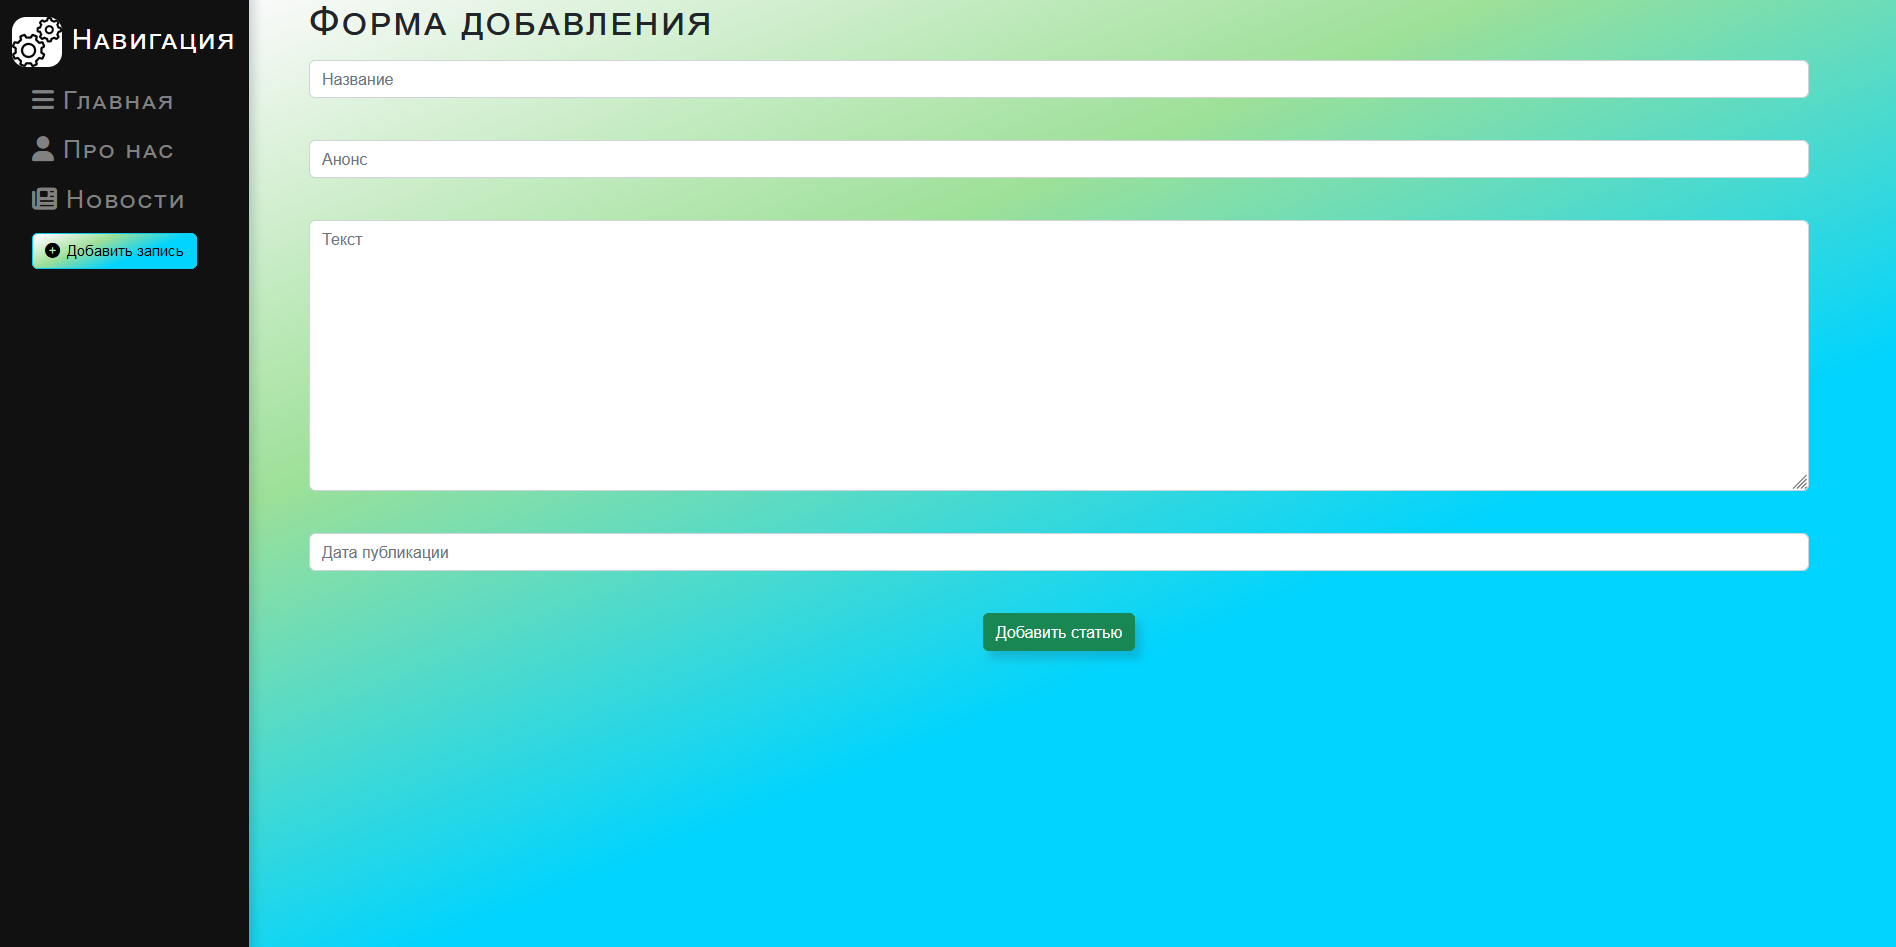 Навигация
Главная
Про нас
Новости
Добавить запись
Форма добавления
Название
Анонс
Текст
Дата публикации
Добавить статью